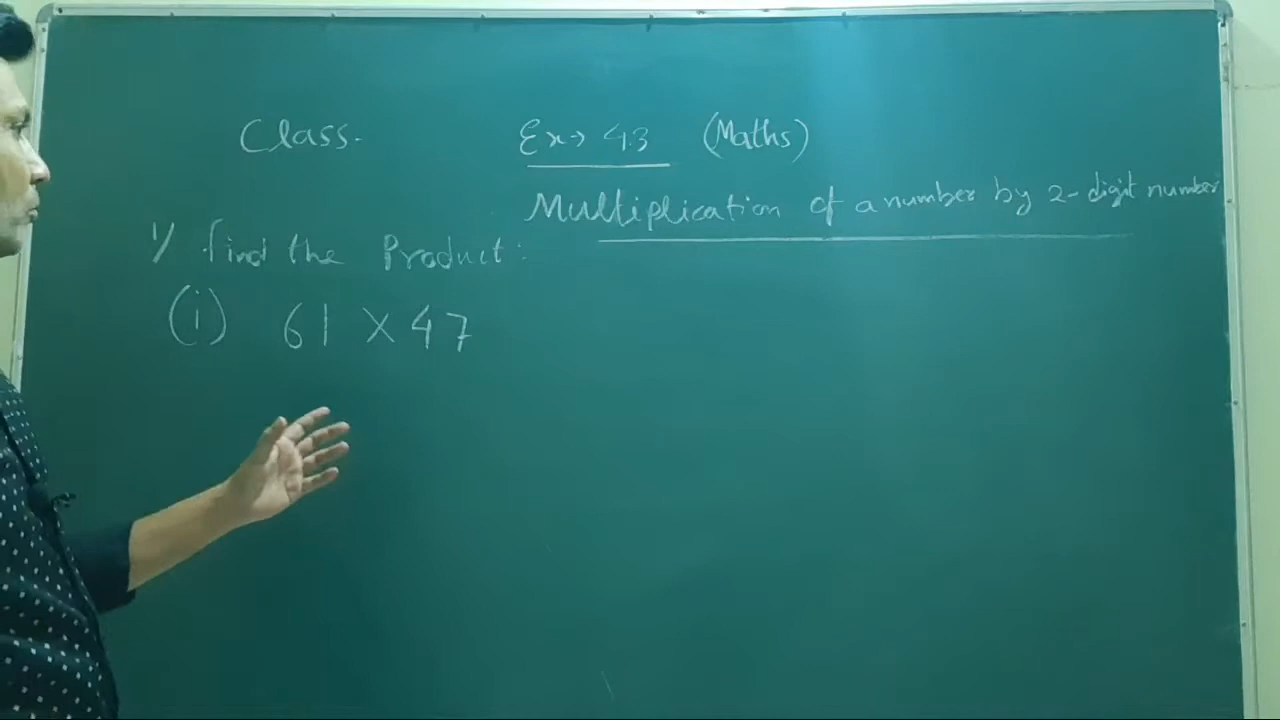 Class. Ex→ 4.3 (Maths)
Multiplication of a number by 2-digit number
1/ find the Product:
(i) 61 × 47